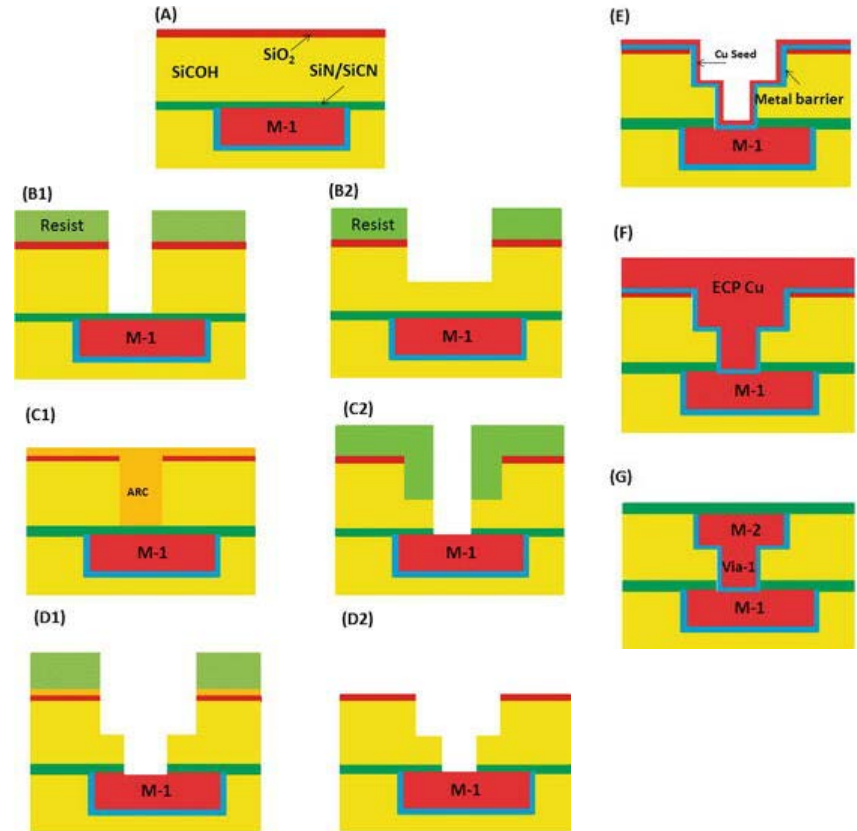 (A)
SiO2
SiCOH
SiN/SiCN
M-1
(B1)
Resist
M-1
(B2)
Resist
M-1
(C1)
ARC
M-1
(C2)
M-1
(D1)
M-1
(D2)
M-1
(E)
Cu Seed
Metal barrier
M-1
(F)
ECP Cu
M-1
(G)
M-2
Via-1
M-1